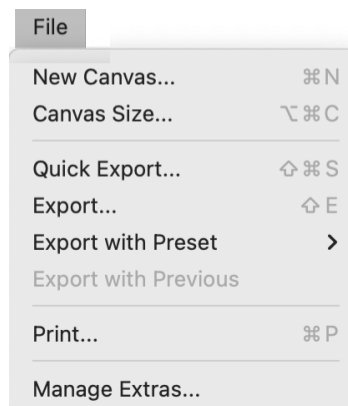 File
New Canvas... ⌘N
Canvas Size... ⌥⌘C
Quick Export... ⇧⌘S
Export... ⇧E
Export with Preset >
Export with Previous
Print... ⌘P
Manage Extras...